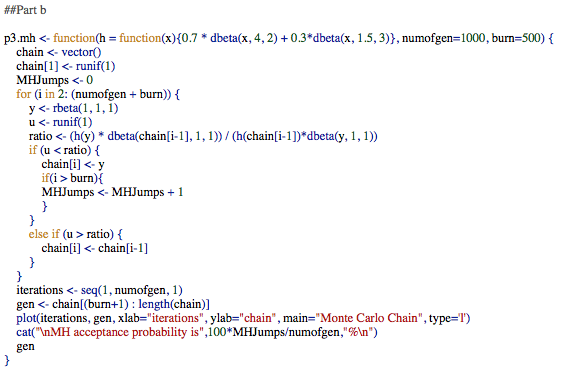 ##Part b
p3.mh <- function(h = function(x){0.7 * dbeta(x, 4, 2) + 0.3*dbeta(x, 1.5, 3)}, numofgen=1000, burn=500) {
chain <- vector()
chain[1] <- runif(1)
MHJumps <- 0
for (i in 2: (numofgen + burn)) {
y <- rbeta(1, 1, 1)
u <- runif(1)
ratio <- (h(y) * dbeta(chain[i-1], 1, 1)) / (h(chain[i-1])*dbeta(y, 1, 1))
if (u < ratio) {
chain[i] <- y
if(i > burn){
MHJumps <- MHJumps + 1
}
}
else if (u > ratio) {
chain[i] <- chain[i-1]
}
}
iterations <- seq(1, numofgen, 1)
gen <- chain[(burn+1) : length(chain)]
plot(iterations, gen, xlab="iterations", ylab="chain", main="Monte Carlo Chain", type='l')
cat("\nMH acceptance probability is",100*MHJumps/numofgen,"%\n")
gen
}